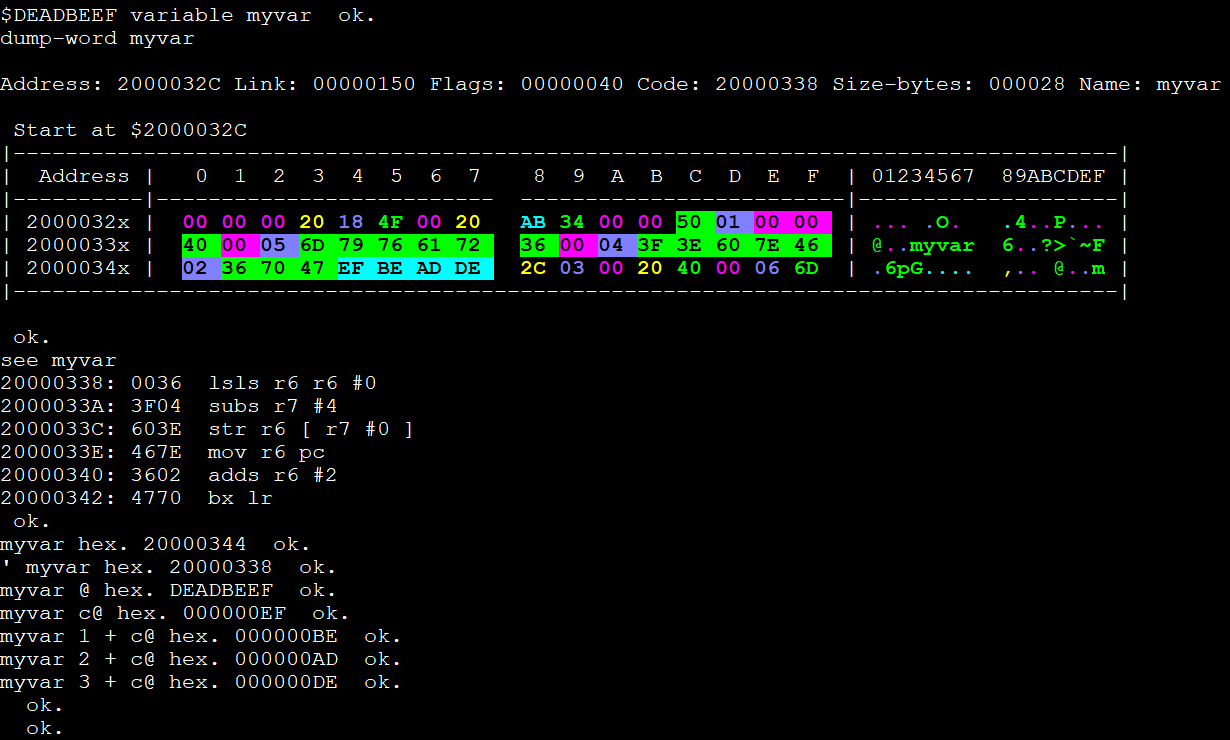 $DEADBEEF variable myvar  ok.
dump-word myvar
Address: 2000032C Link: 00000150 Flags: 00000040 Code: 20000338 Size-bytes: 000028 Name: myvar
 Start at $2000032C
|-------------------------------------------------------------------------------------|
|  Address |   0  1  2  3  4  5  6  7    8  9  A  B  C  D  E  F  | 01234567  89ABCDEF |
|----------|-------------------------  -------------------------|--------------------|
| 2000032x |  00 00 00 20 18 4F 00 20   AB 34 00 00 50 01 00 00  | ... .O.   .4..P... |
| 2000033x |  40 00 05 6D 79 76 61 72   36 00 04 3F 3E 60 7E 46  | @..myvar  6..?>`~F |
| 2000034x |  02 36 70 47 EF BE AD DE   2C 03 00 20 40 00 06 6D  | .6pG....  ,.. @..m |
|-------------------------------------------------------------------------------------|
 ok.
see myvar
20000338: 0036  lsls r6 r6 #0
2000033A: 3F04  subs r7 #4
2000033C: 603E  str r6 [ r7 #0 ]
2000033E: 467E  mov r6 pc
20000340: 3602  adds r6 #2
20000342: 4770  bx lr
 ok.
myvar hex. 20000344  ok.
' myvar hex. 20000338  ok.
myvar @ hex. DEADBEEF  ok.
myvar c@ hex. 000000EF  ok.
myvar 1 + c@ hex. 000000BE  ok.
myvar 2 + c@ hex. 000000AD  ok.
myvar 3 + c@ hex. 000000DE  ok.
  ok.
  ok.